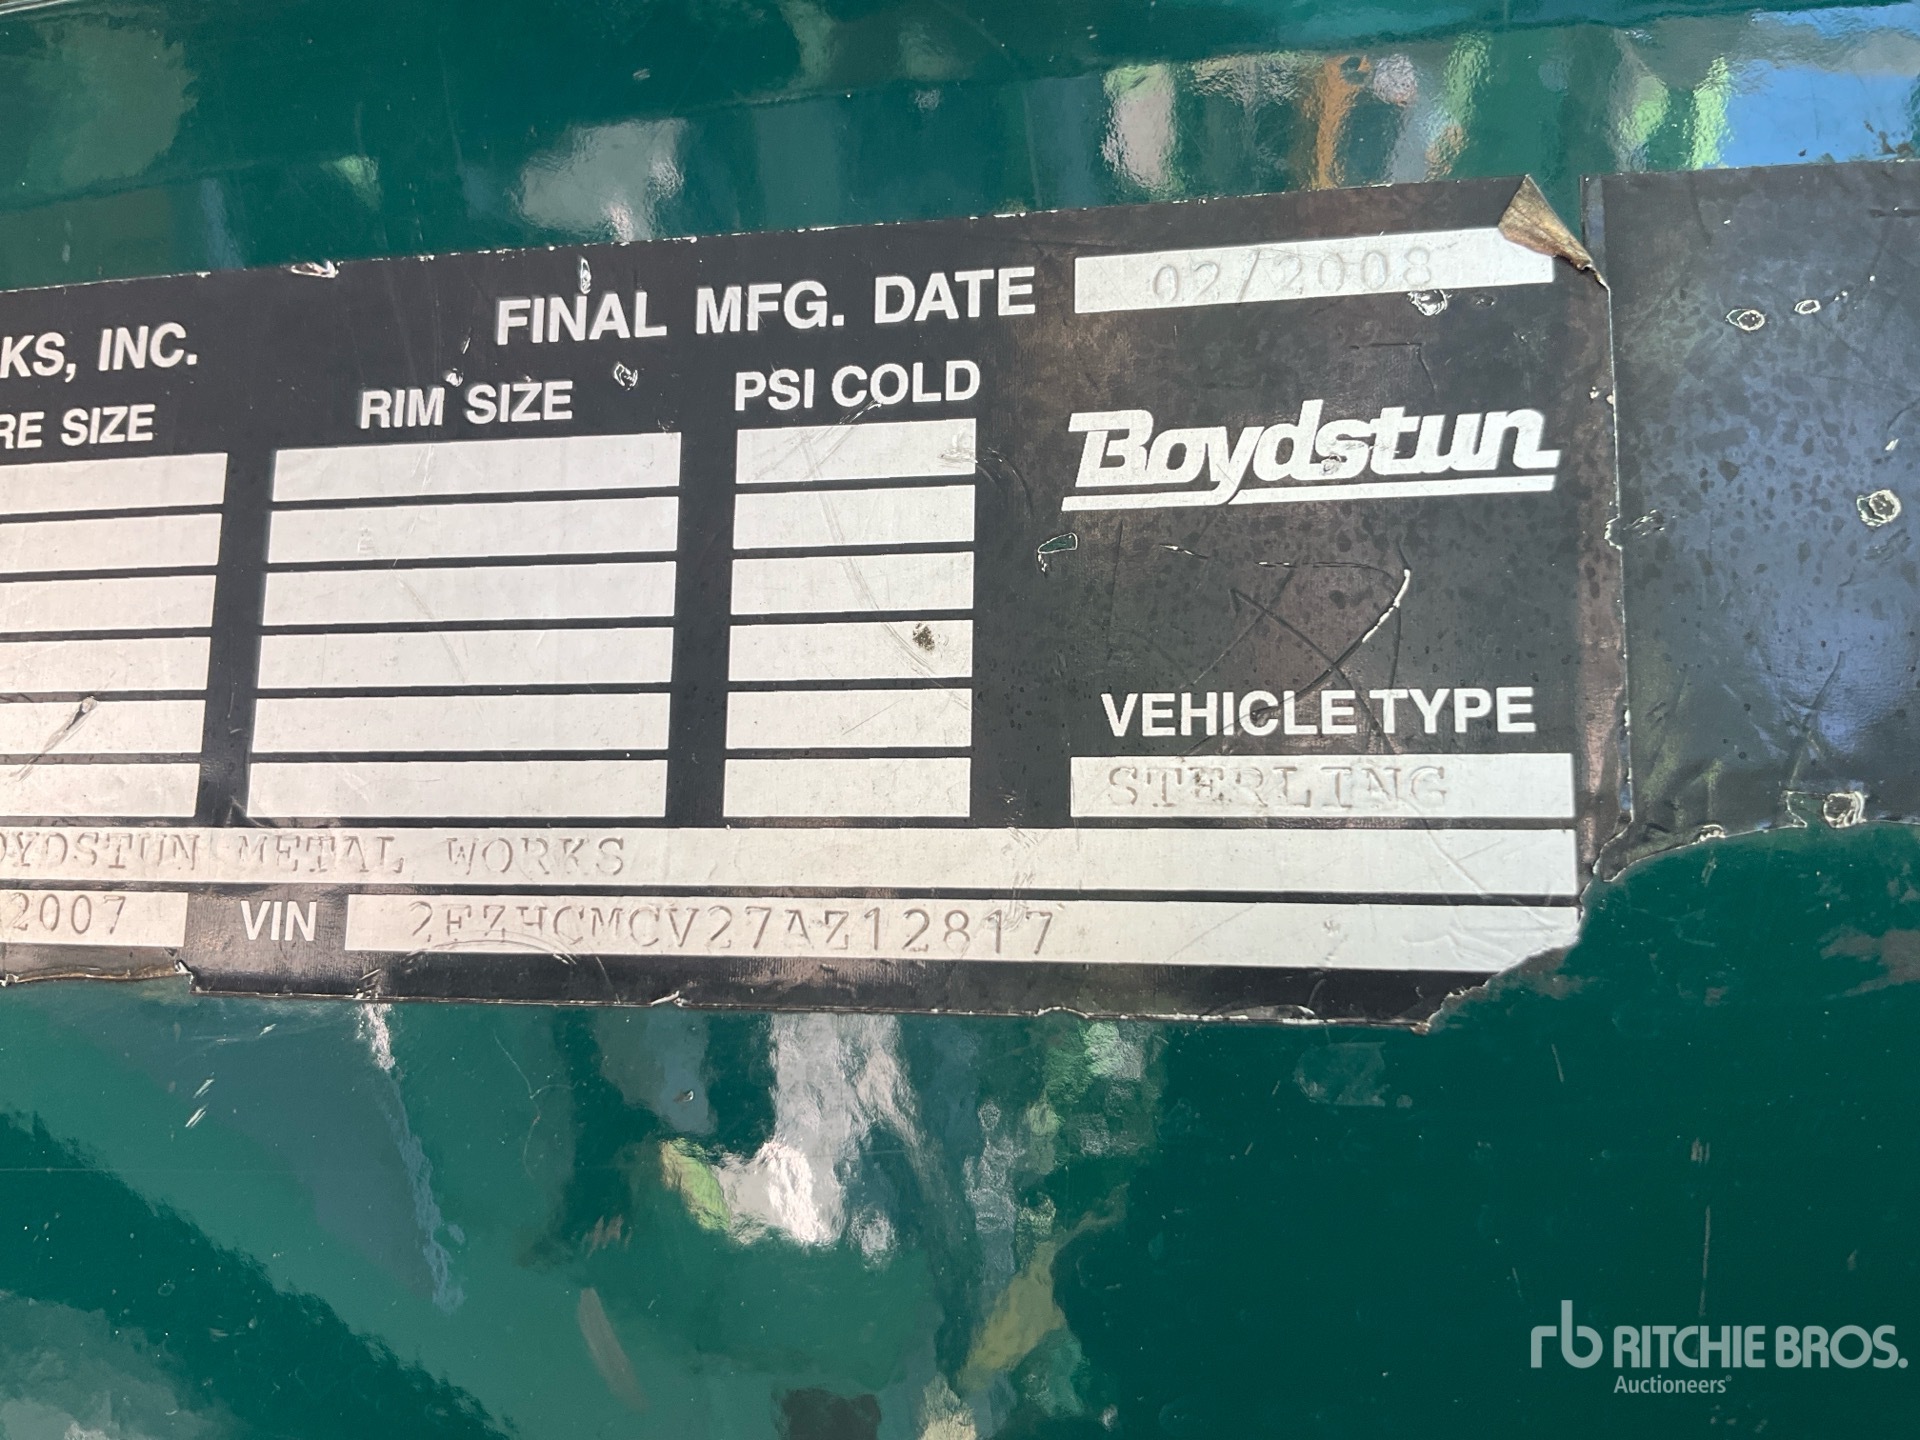 FINAL MFG. DATE 02/2008
KS, INC.
RE SIZE RIM SIZE PSI COLD
Boydstun
VEHICLE TYPE
STERLING
OYDSTUN METAL WORKS
2007 VIN 2FZHCMCV27AZ12817
rb RITCHIE BROS.
Auctioneers